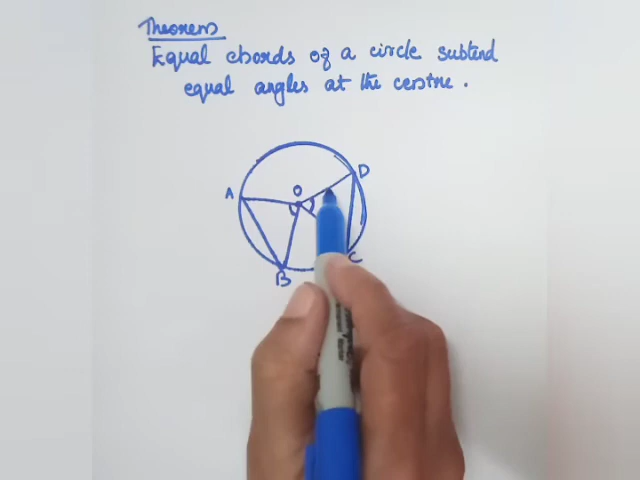 Theorem
Equal chords of a circle subtend
equal angles at the centre.
D
A
O
C
B